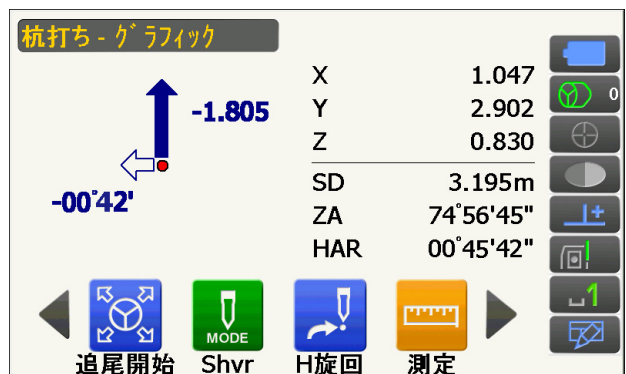 杭打ち - ｸﾞﾗﾌｨｯｸ
-1.805
-00°42'
X 1.047
Y 2.902
Z 0.830
SD 3.195m
ZA 74°56'45"
HAR 00°45'42"
0
1
MODE
追尾開始 Shvr H旋回 測定